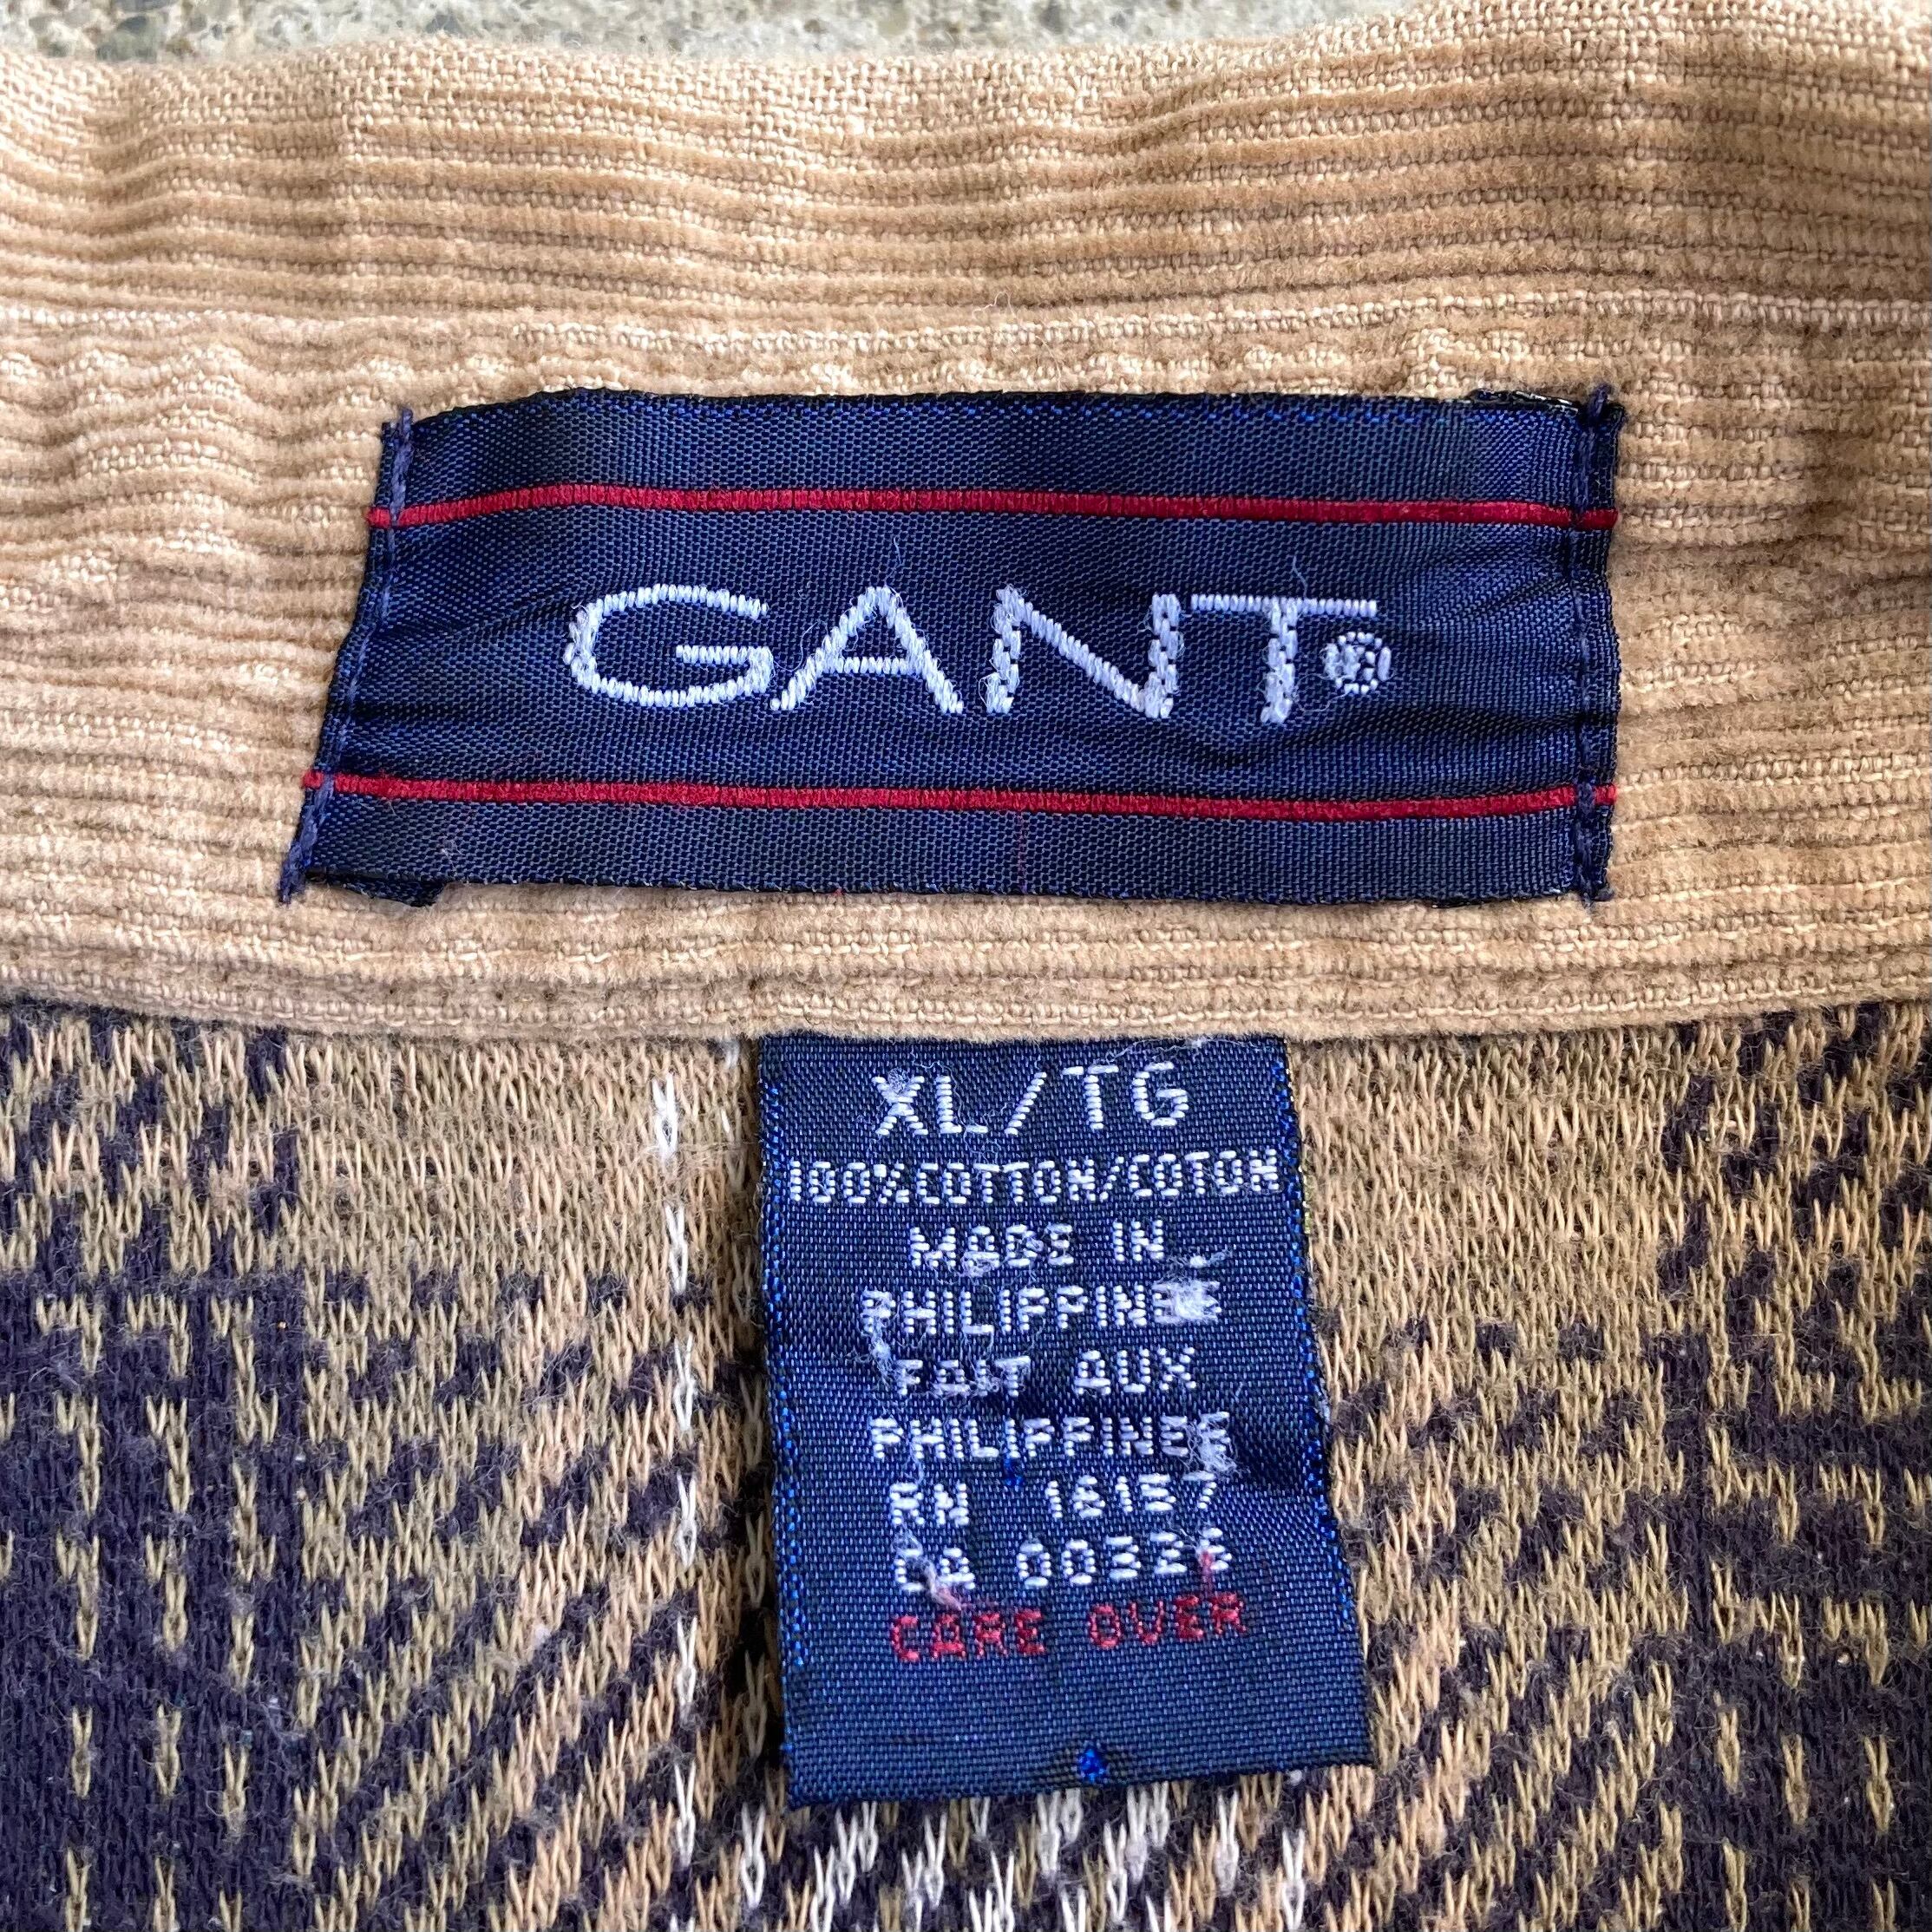 GANT®
XL/TG
100% COTTON/COTON
MADE IN
PHILIPPINES
FAIT AUX
PHILIPPINES
RN 16157
CA 00326
CARE OVER